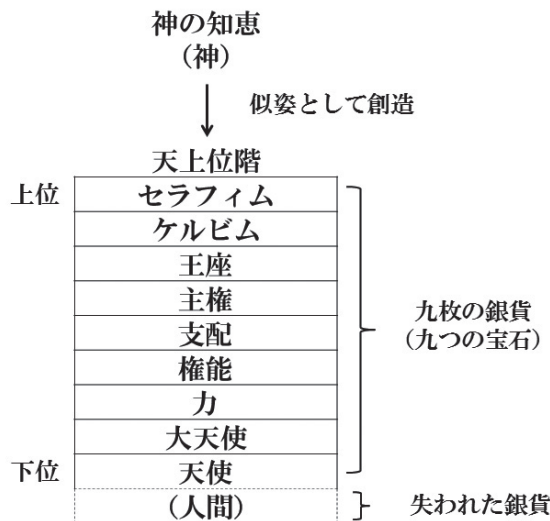 神の知恵
（神）
似姿として創造
天上位階
上位
セラフィム
ケルビム
王座
主権
支配
権能
力
大天使
下位
天使
（人間）
九枚の銀貨
（九つの宝石）
失われた銀貨